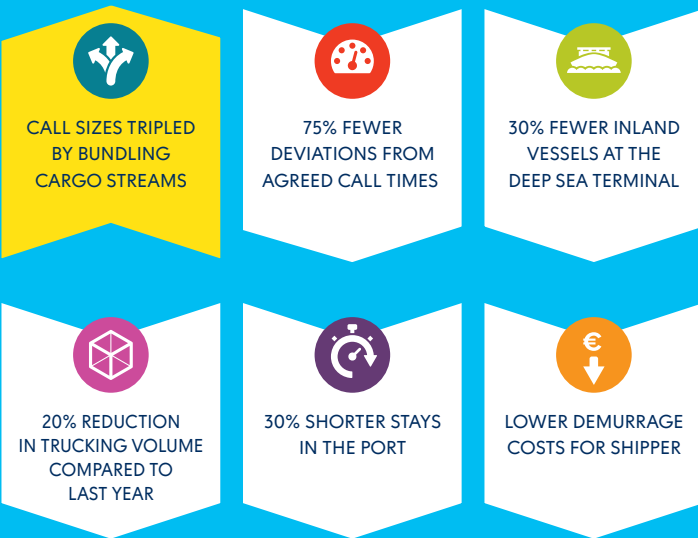 CALL SIZES TRIPLED
BY BUNDLING
CARGO STREAMS
75% FEWER
DEVIATIONS FROM
AGREED CALL TIMES
30% FEWER INLAND
VESSELS AT THE
DEEP SEA TERMINAL
20% REDUCTION
IN TRUCKING VOLUME
COMPARED TO
LAST YEAR
30% SHORTER STAYS
IN THE PORT
€
LOWER DEMURRAGE
COSTS FOR SHIPPER